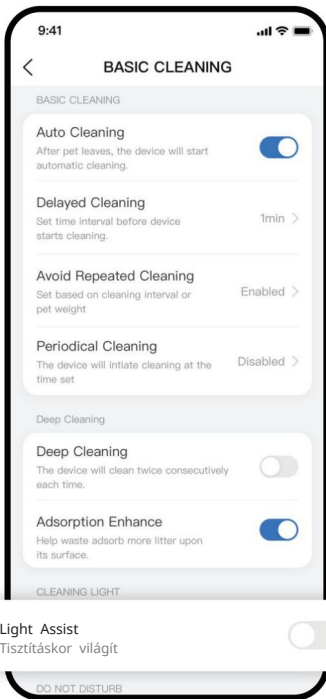 9:41
BASIC CLEANING
BASIC CLEANING
Auto Cleaning
After pet leaves, the device will start
automatic cleaning.
Delayed Cleaning
Set time interval before device
starts cleaning.
1min >
Avoid Repeated Cleaning
Set based on cleaning interval or
pet weight
Enabled >
Periodical Cleaning
The device will intiate cleaning at the
time set
Disabled >
Deep Cleaning
Deep Cleaning
The device will clean twice consecutively
each time.
Adsorption Enhance
Help waste adsorb more litter upon
its surface.
CLEANING LIGHT
Light Assist
Tisztításkor világít
DO NOT DISTURB